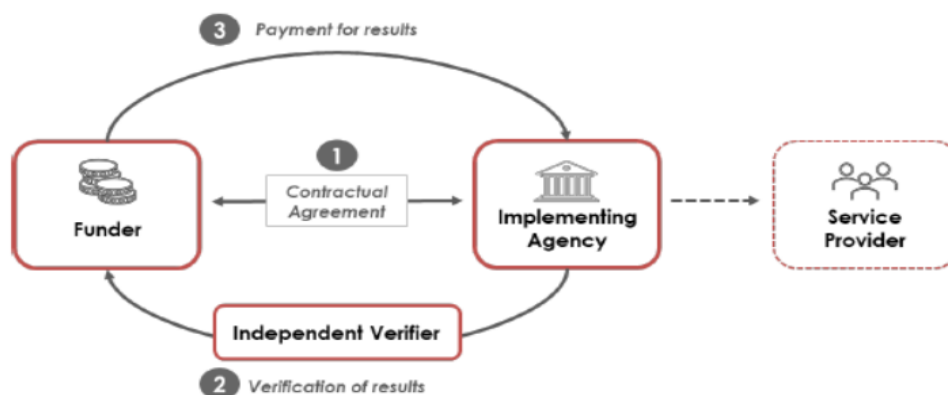 3 Payment for results
1
Contractual
Agreement
Funder
Implementing
Agency
Service
Provider
Independent Verifier
2 Verification of results